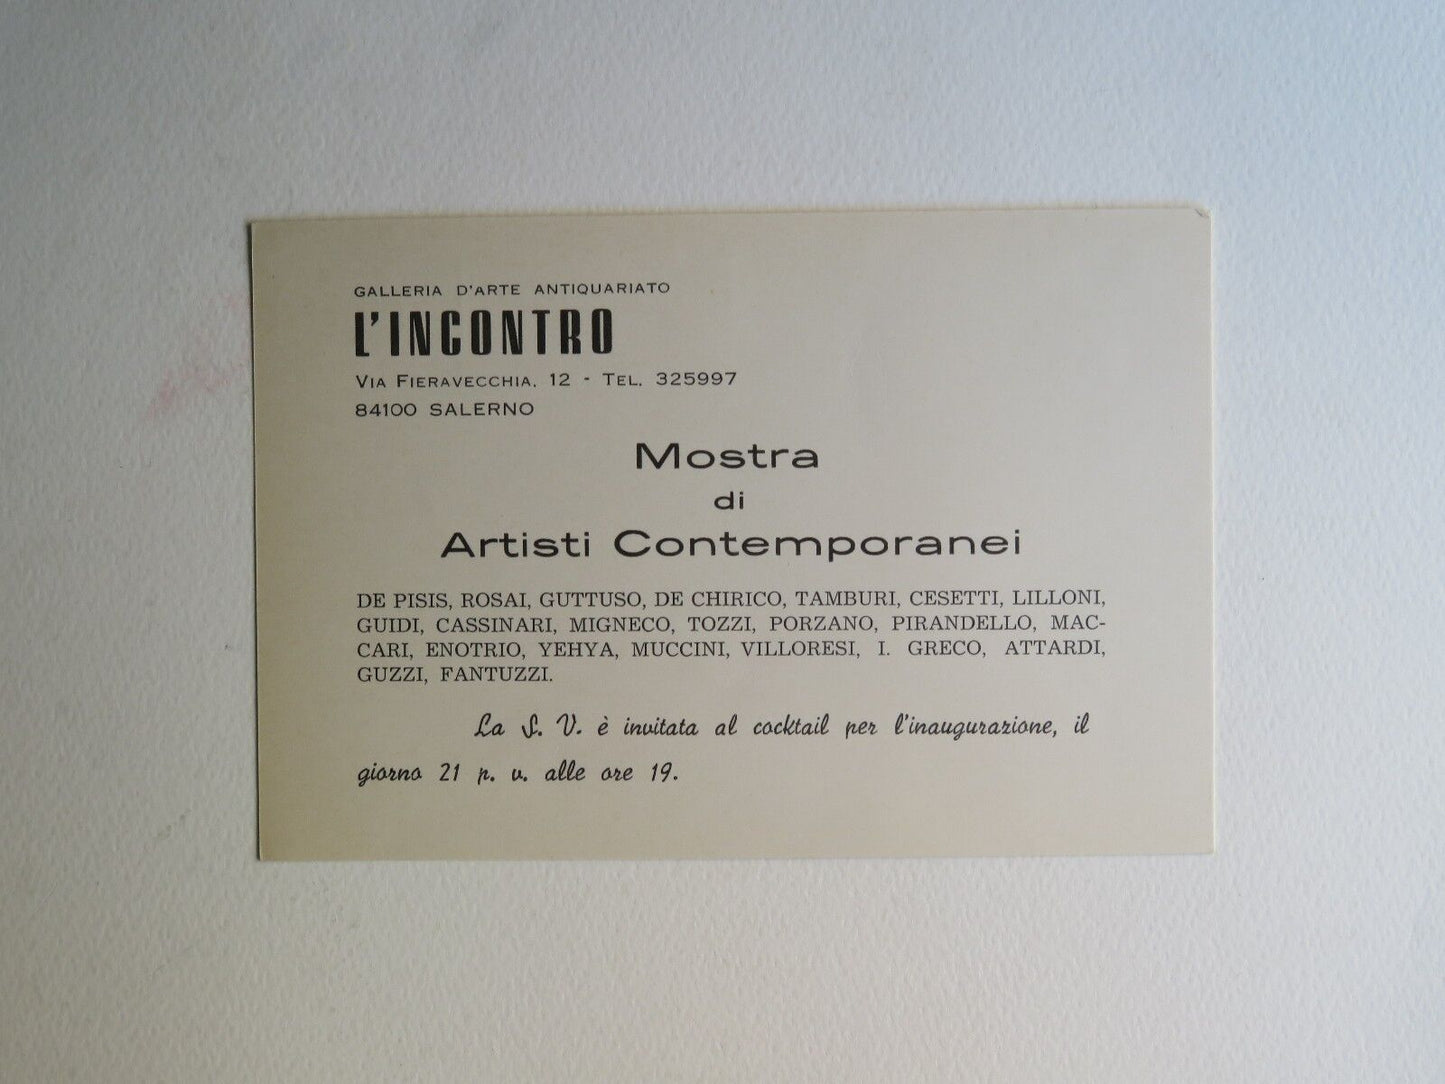 GALLERIA D'ARTE ANTIQUARIATO
L'INCONTRO
VIA FIERAVECCHIA, 12 - TEL. 325997
84100 SALERNO
Mostra
di
Artisti Contemporanei
DE PISIS, ROSAI, GUTTUSO, DE CHIRICO, TAMBURI, CESETTI, LILLONI,
GUIDI, CASSINARI, MIGNECO, TOZZI, PORZANO, PIRANDELLO, MAC-
CARI, ENOTRIO, YEHYA, MUCCINI, VILLORESI, I. GRECO, ATTARDI,
GUZZI, FANTUZZI.
La S. V. è invitata al cocktail per l'inaugurazione, il
giorno 21 p. v. alle ore 19.